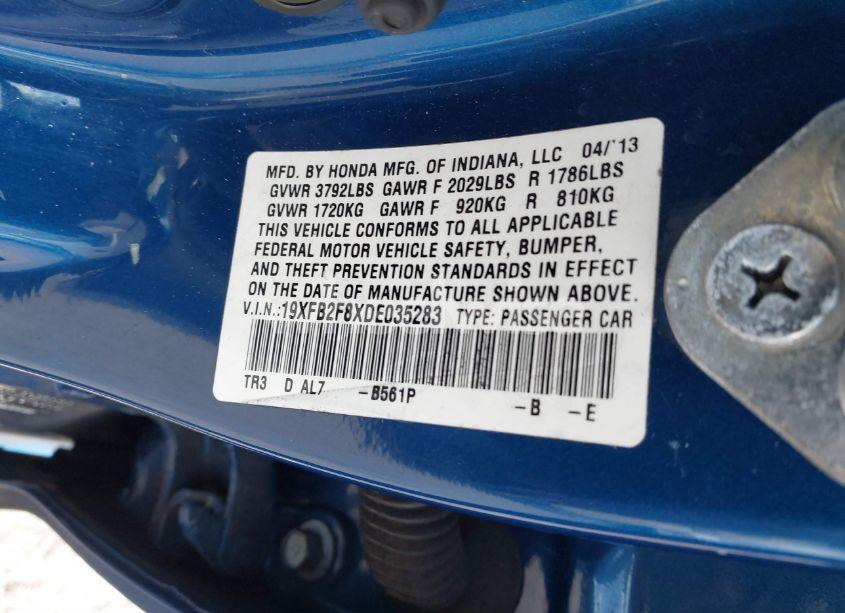 MFD. BY HONDA MFG. OF INDIANA, LLC 04/'13
GVWR 3792LBS GAWR F 2029LBS R 1786LBS
GVWR 1720KG GAWR F 920KG R 810KG
THIS VEHICLE CONFORMS TO ALL APPLICABLE
FEDERAL MOTOR VEHICLE SAFETY, BUMPER,
AND THEFT PREVENTION STANDARDS IN EFFECT
ON THE DATE OF MANUFACTURE SHOWN ABOVE.
V.I.N.:19XFB2F8XDE035283 TYPE: PASSENGER CAR
TR3 D AL7 -B561P -B -E